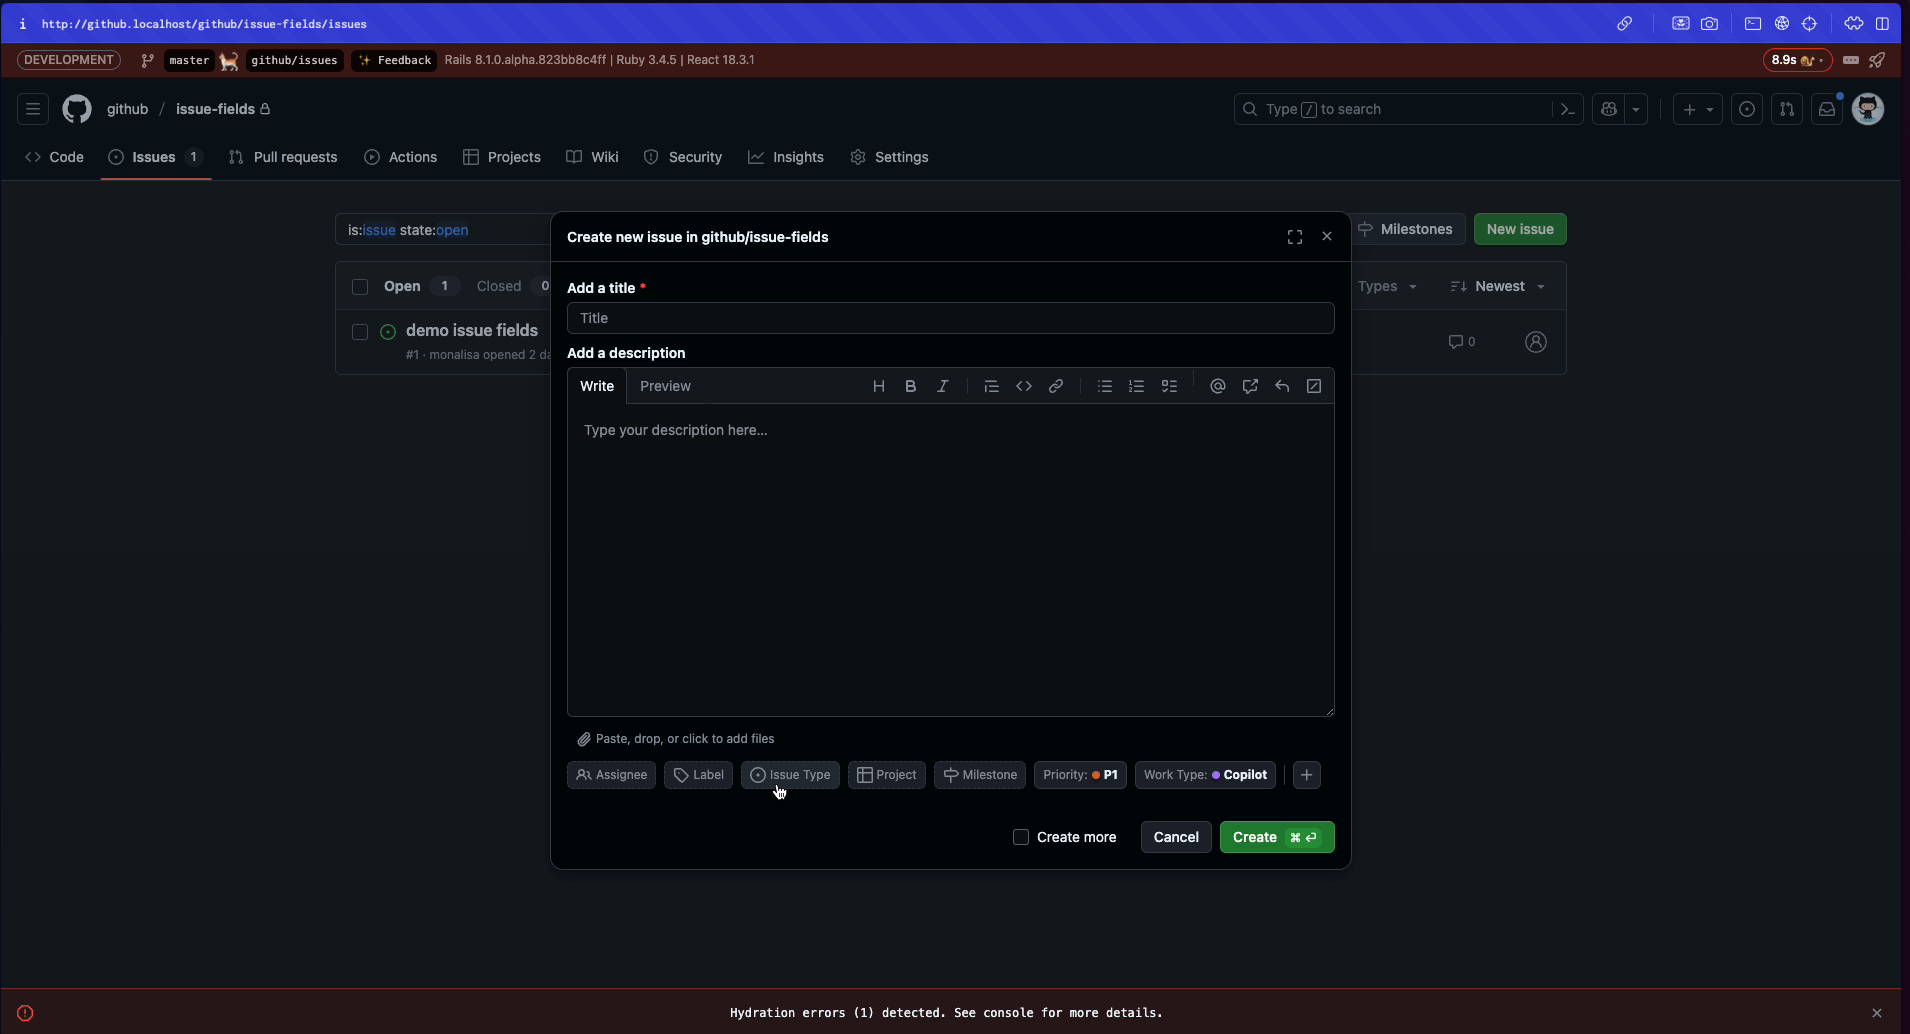 http://github.localhost/github/issue-fields/issues
DEVELOPMENT master github/issues ✨ Feedback Rails 8.1.0.alpha.823bb8c4ff | Ruby 3.4.5 | React 18.3.1 8.9s
github / issue-fields Type / to search
Code Issues 1 Pull requests Actions Projects Wiki Security Insights Settings
is:issue state:open Milestones New issue
Open 1 Closed 0 Types Newest
demo issue fields
#1 · monalisa opened 2 da
0
Create new issue in github/issue-fields
Add a title *
Title
Add a description
Write Preview
Type your description here...
Paste, drop, or click to add files
Assignee Label Issue Type Project Milestone Priority: P1 Work Type: Copilot
Create more Cancel Create ⌘ ⏎
Hydration errors (1) detected. See console for more details.